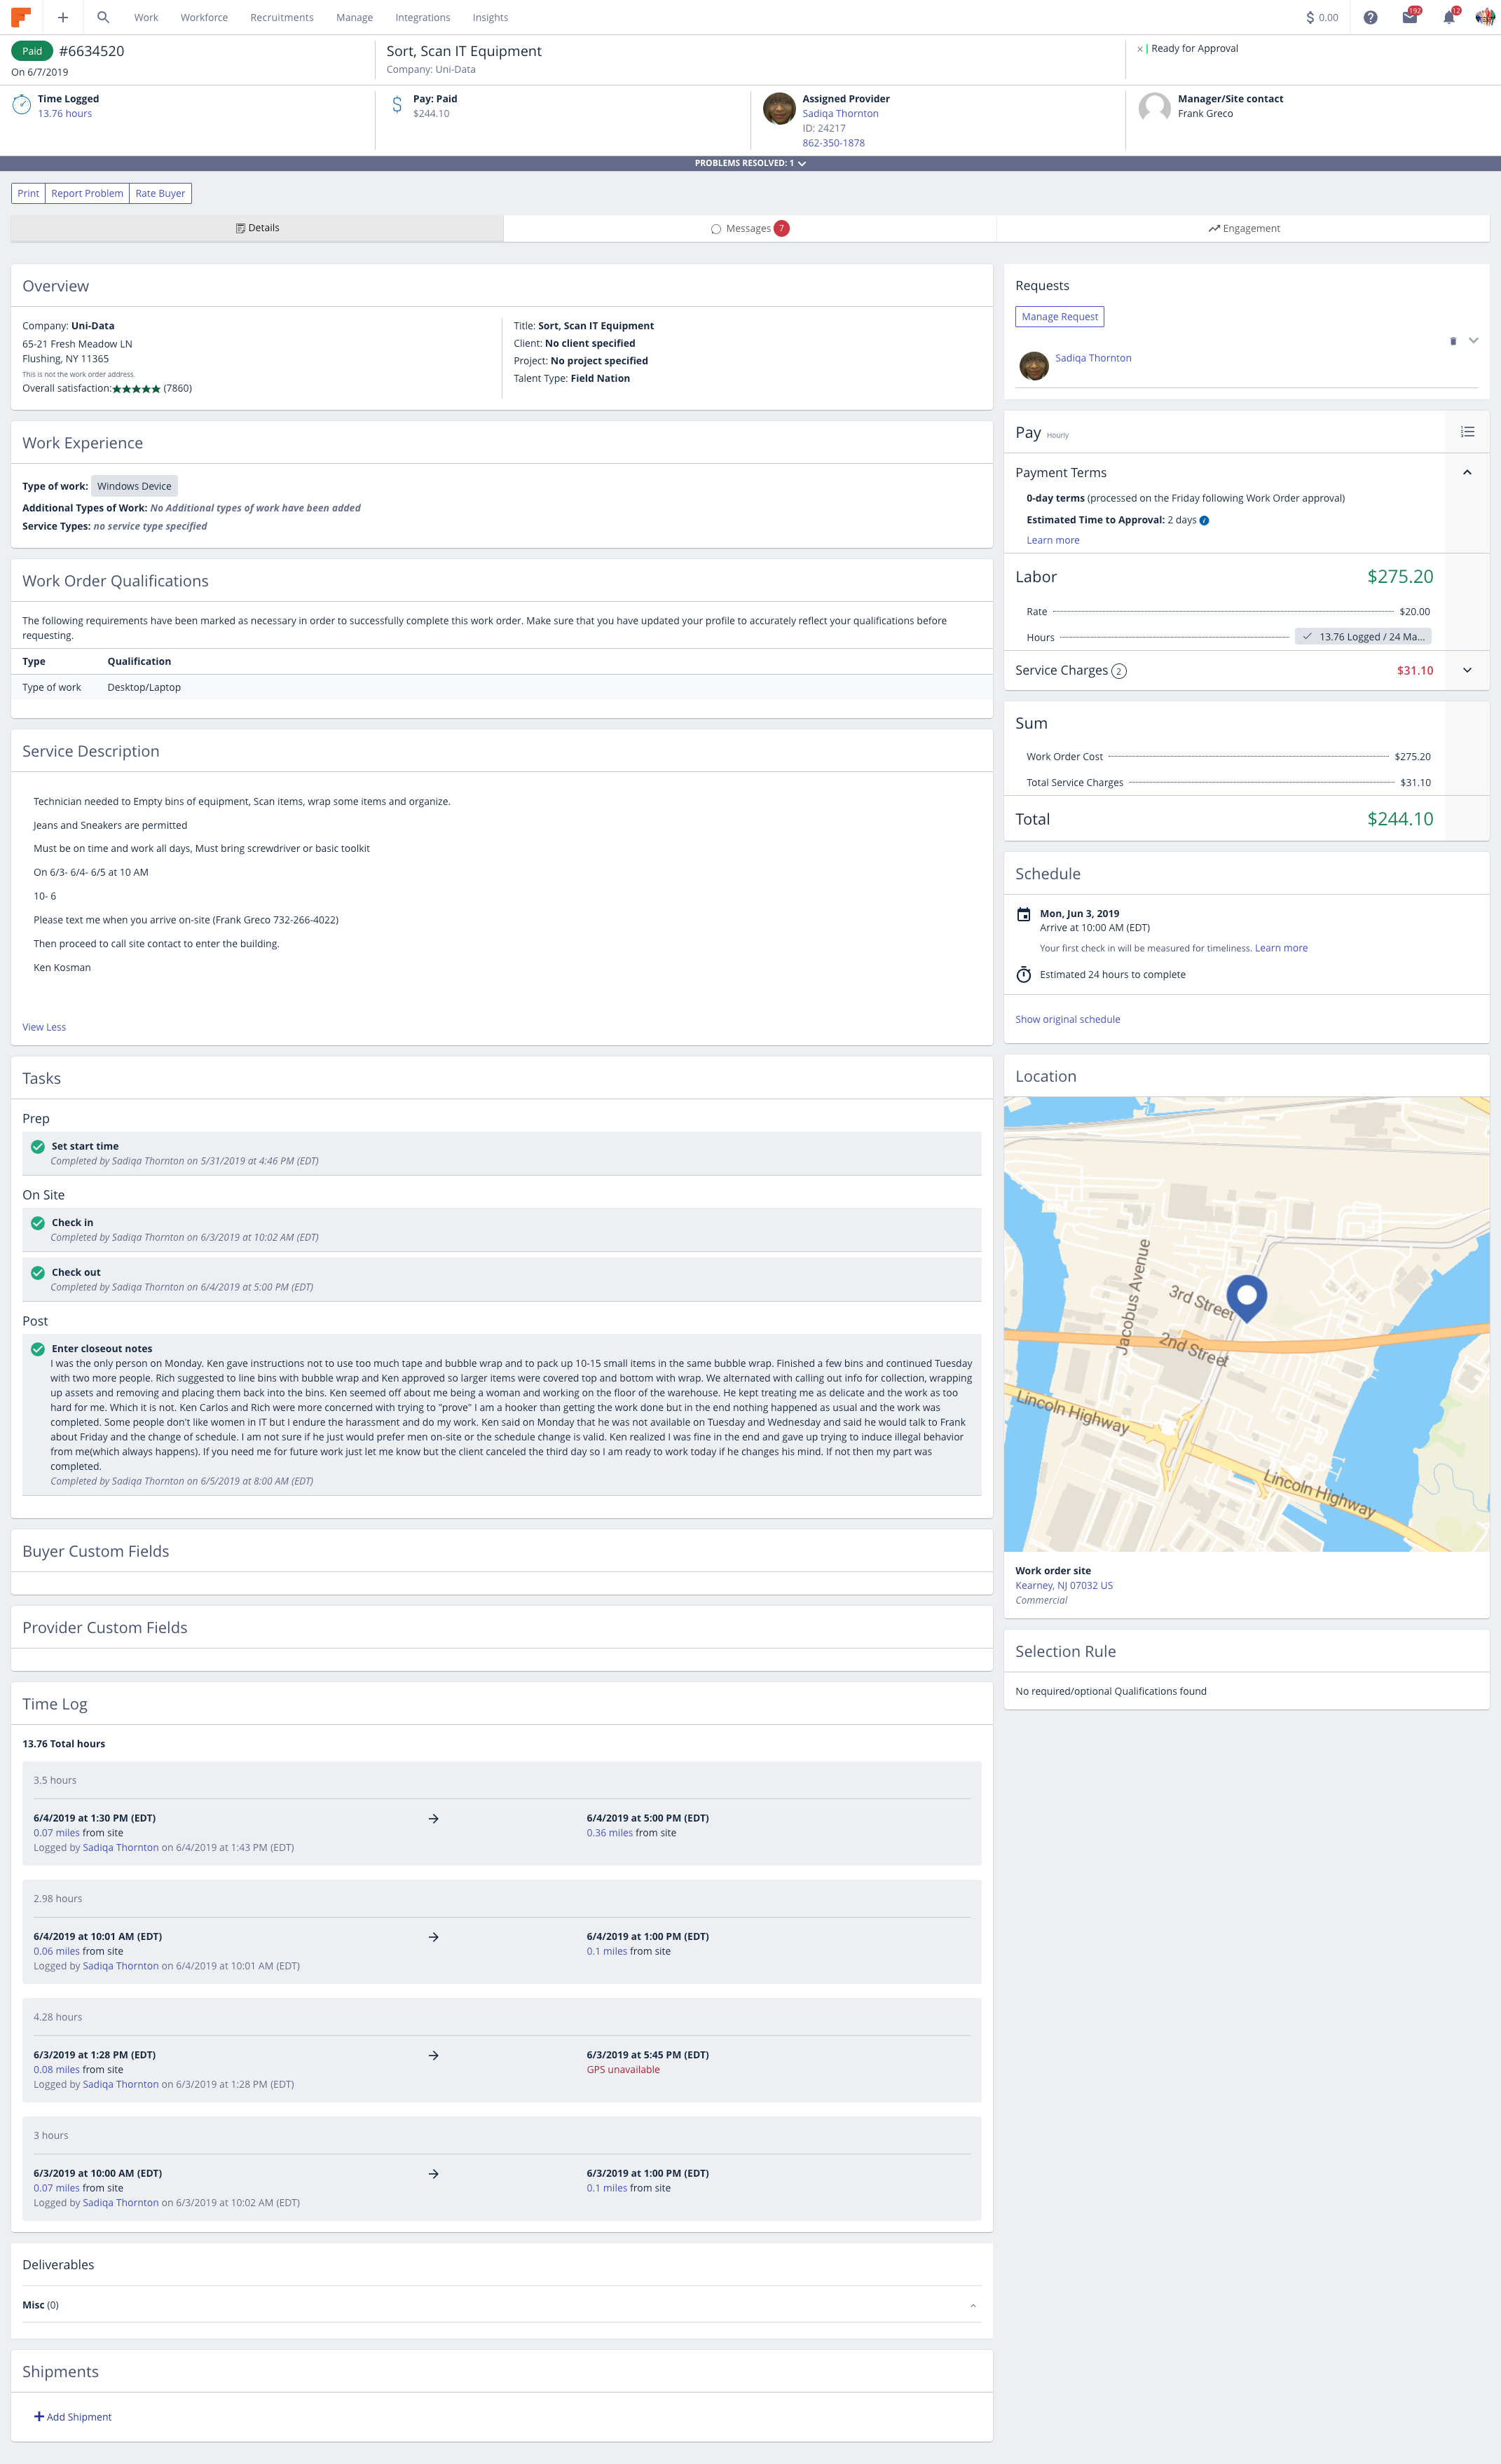 Work Workforce Recruitments Manage Integrations Insights
$ 0.00 192 12
Paid #6634520
On 6/7/2019
Sort, Scan IT Equipment
Company: Uni-Data
× | Ready for Approval
Time Logged
13.76 hours
Pay: Paid
$244.10
Assigned Provider
Sadiqa Thornton
ID: 24217
862-350-1878
Manager/Site contact
Frank Greco
PROBLEMS RESOLVED: 1
Print Report Problem Rate Buyer
Details Messages 7 Engagement
Overview
Company: Uni-Data
65-21 Fresh Meadow LN
Flushing, NY 11365
This is not the work order address.
Overall satisfaction:★★★★★ (7860)
Title: Sort, Scan IT Equipment
Client: No client specified
Project: No project specified
Talent Type: Field Nation
Work Experience
Type of work: Windows Device
Additional Types of Work: No Additional types of work have been added
Service Types: no service type specified
Work Order Qualifications
The following requirements have been marked as necessary in order to successfully complete this work order. Make sure that you have updated your profile to accurately reflect your qualifications before
requesting.
Type Qualification
Type of work Desktop/Laptop
Service Description
Technician needed to Empty bins of equipment, Scan items, wrap some items and organize.
Jeans and Sneakers are permitted
Must be on time and work all days, Must bring screwdriver or basic toolkit
On 6/3- 6/4- 6/5 at 10 AM
10- 6
Please text me when you arrive on-site (Frank Greco 732-266-4022)
Then proceed to call site contact to enter the building.
Ken Kosman
View Less
Tasks
Prep
Set start time
Completed by Sadiqa Thornton on 5/31/2019 at 4:46 PM (EDT)
On Site
Check in
Completed by Sadiqa Thornton on 6/3/2019 at 10:02 AM (EDT)
Check out
Completed by Sadiqa Thornton on 6/4/2019 at 5:00 PM (EDT)
Post
Enter closeout notes
I was the only person on Monday. Ken gave instructions not to use too much tape and bubble wrap and to pack up 10-15 small items in the same bubble wrap. Finished a few bins and continued Tuesday
with two more people. Rich suggested to line bins with bubble wrap and Ken approved so larger items were covered top and bottom with wrap. We alternated with calling out info for collection, wrapping
up assets and removing and placing them back into the bins. Ken seemed off about me being a woman and working on the floor of the warehouse. He kept treating me as delicate and the work as too
hard for me. Which it is not. Ken Carlos and Rich were more concerned with trying to "prove" I am a hooker than getting the work done but in the end nothing happened as usual and the work was
completed. Some people don't like women in IT but I endure the harassment and do my work. Ken said on Monday that he was not available on Tuesday and Wednesday and said he would talk to Frank
about Friday and the change of schedule. I am not sure if he just would prefer men on-site or the schedule change is valid. Ken realized I was fine in the end and gave up trying to induce illegal behavior
from me(which always happens). If you need me for future work just let me know but the client canceled the third day so I am ready to work today if he changes his mind. If not then my part was
completed.
Completed by Sadiqa Thornton on 6/5/2019 at 8:00 AM (EDT)
Buyer Custom Fields
Provider Custom Fields
Time Log
13.76 Total hours
3.5 hours
6/4/2019 at 1:30 PM (EDT) → 6/4/2019 at 5:00 PM (EDT)
0.07 miles from site 0.36 miles from site
Logged by Sadiqa Thornton on 6/4/2019 at 1:43 PM (EDT)
2.98 hours
6/4/2019 at 10:01 AM (EDT) → 6/4/2019 at 1:00 PM (EDT)
0.06 miles from site 0.1 miles from site
Logged by Sadiqa Thornton on 6/4/2019 at 10:01 AM (EDT)
4.28 hours
6/3/2019 at 1:28 PM (EDT) → 6/3/2019 at 5:45 PM (EDT)
0.08 miles from site GPS unavailable
Logged by Sadiqa Thornton on 6/3/2019 at 1:28 PM (EDT)
3 hours
6/3/2019 at 10:00 AM (EDT) → 6/3/2019 at 1:00 PM (EDT)
0.07 miles from site 0.1 miles from site
Logged by Sadiqa Thornton on 6/3/2019 at 10:02 AM (EDT)
Deliverables
Misc (0)
Shipments
Add Shipment
Requests
Manage Request
Sadiqa Thornton
Pay Hourly
Payment Terms
0-day terms (processed on the Friday following Work Order approval)
Estimated Time to Approval: 2 days
Learn more
Labor $275.20
Rate $20.00
Hours 13.76 Logged / 24 Ma...
Service Charges 2 $31.10
Sum
Work Order Cost $275.20
Total Service Charges $31.10
Total $244.10
Schedule
Mon, Jun 3, 2019
Arrive at 10:00 AM (EDT)
Your first check in will be measured for timeliness. Learn more
Estimated 24 hours to complete
Show original schedule
Location
Jacobus Avenue
3rd Street
2nd Street
Lincoln Highway
Lincoln Highway
Work order site
Kearney, NJ 07032 US
Commercial
Selection Rule
No required/optional Qualifications found